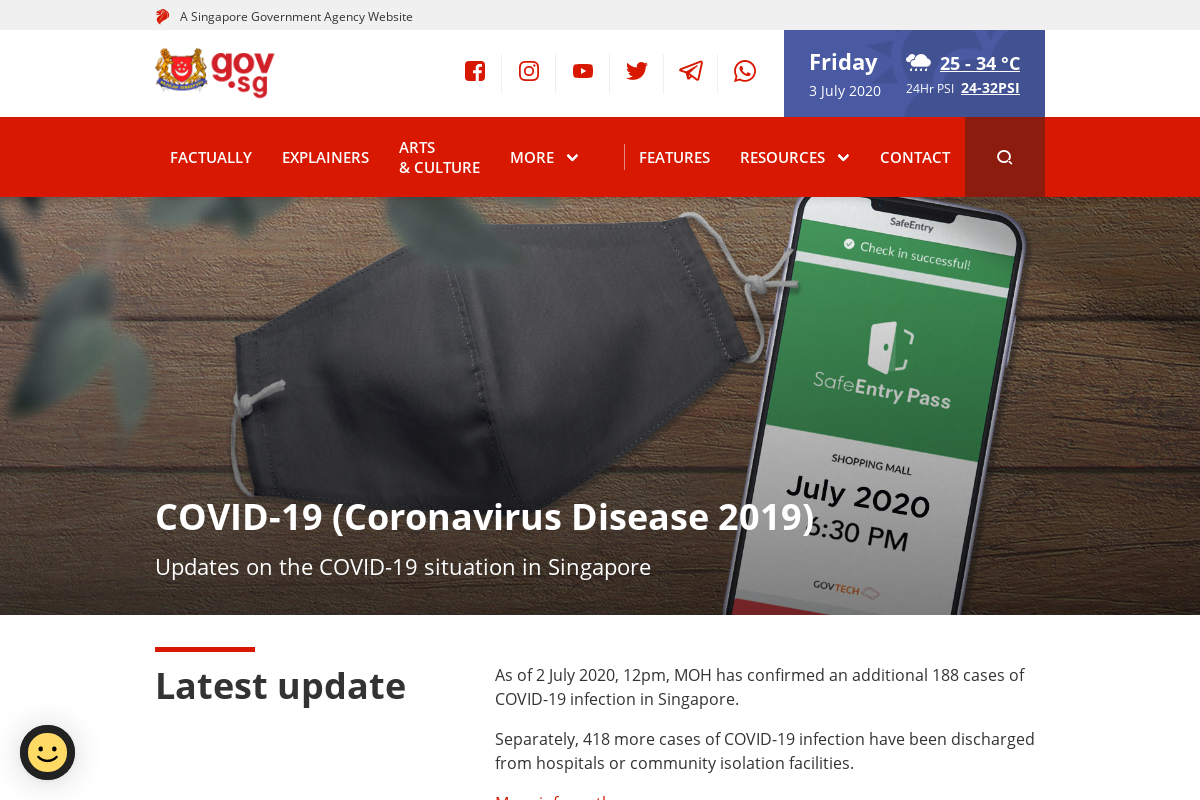 A Singapore Government Agency Website
gov
.sg
Friday
3 July 2020
25 - 34 °C
24Hr PSI 24-32PSI
FACTUALLY
EXPLAINERS
ARTS
& CULTURE
MORE
FEATURES
RESOURCES
CONTACT
SafeEntry
Check in successful!
SafeEntry Pass
SHOPPING MALL
July 2020
6:30 PM
GOVTECH
COVID-19 (Coronavirus Disease 2019)
Updates on the COVID-19 situation in Singapore
Latest update
As of 2 July 2020, 12pm, MOH has confirmed an additional 188 cases of
COVID-19 infection in Singapore.
Separately, 418 more cases of COVID-19 infection have been discharged
from hospitals or community isolation facilities.